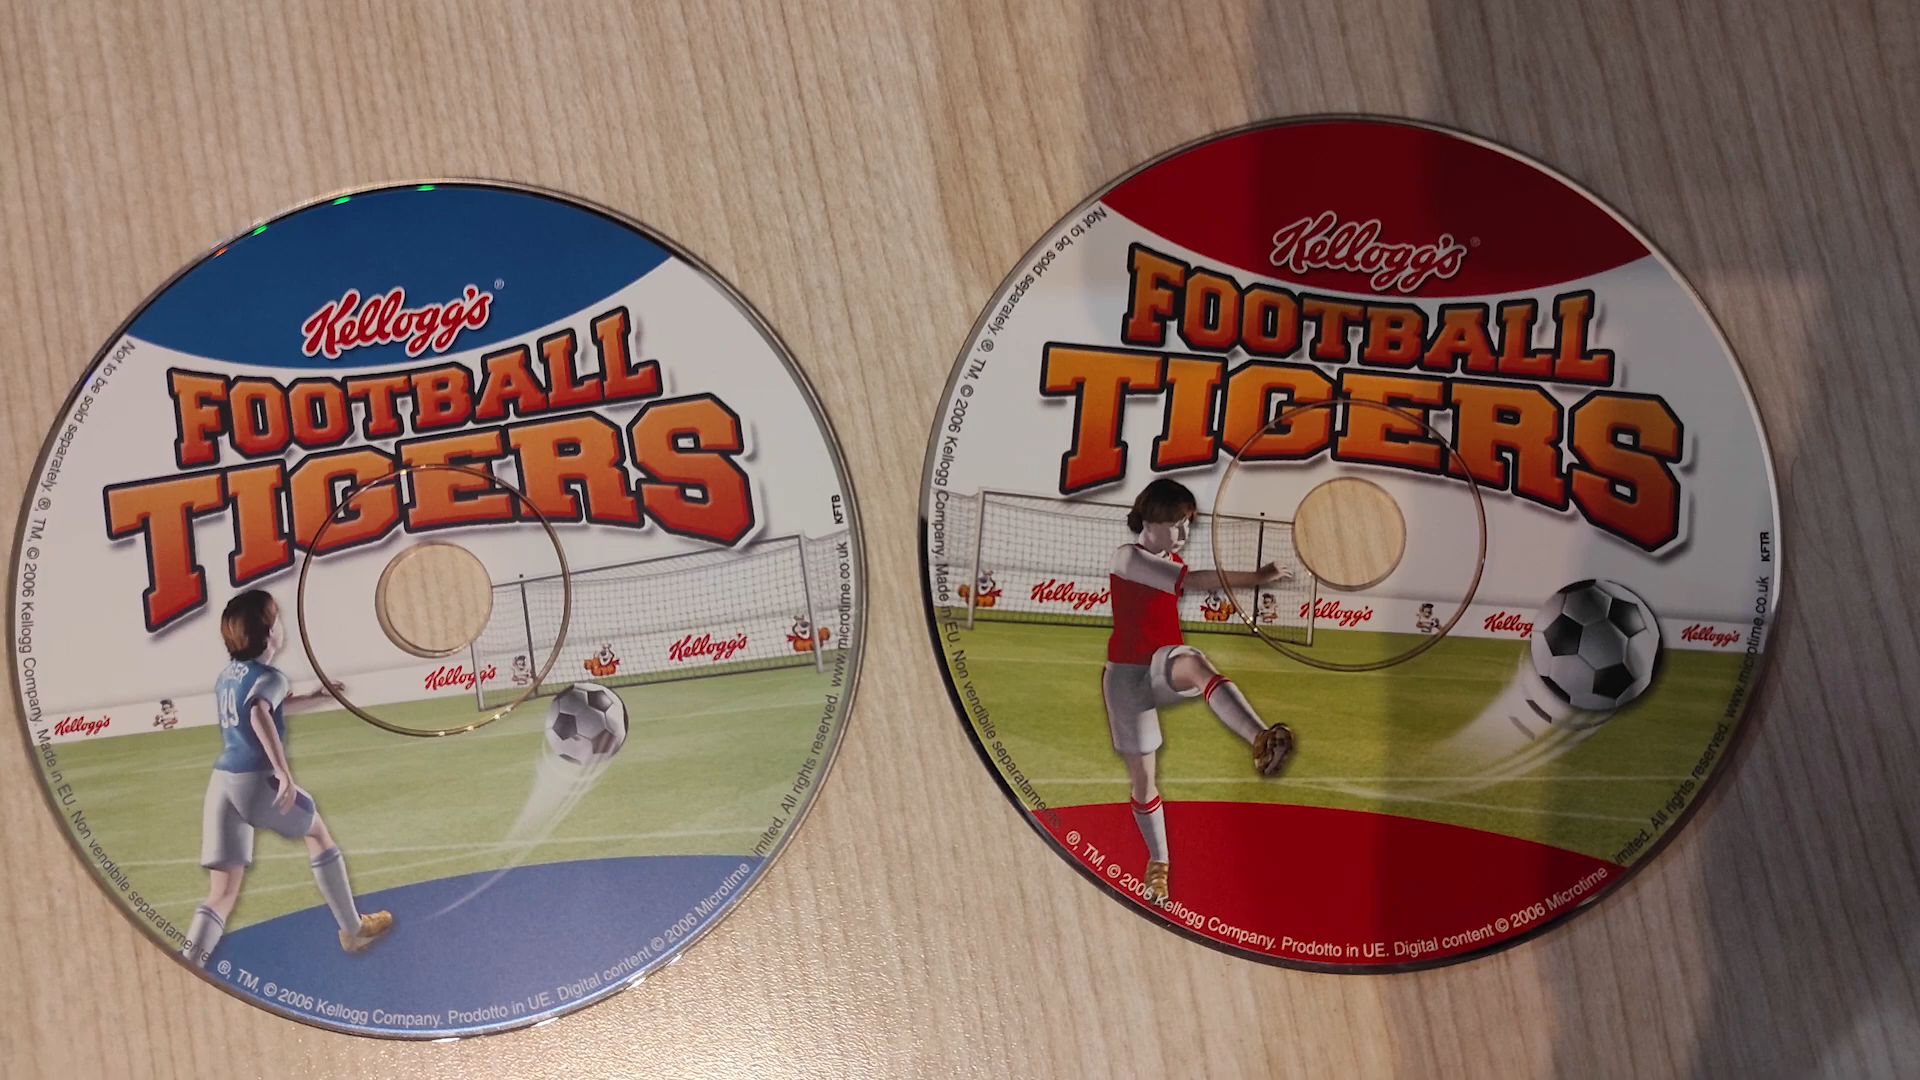 Kellogg's®
FOOTBALL
TIGERS
Not to be sold separately. ®, TM, © 2006 Kellogg Company. Made in EU. Non vendibile separatamente.
®, TM, © 2006 Kellogg Company. Prodotto in UE. Digital content © 2006 Microtime
imited. All rights reserved. www.microtime.co.uk KFTB
99
Kellogg's
Kellogg's
Kellogg's
Kellogg's®
FOOTBALL
TIGERS
Not to be sold separately. ®, TM, © 2006 Kellogg Company. Made in EU. Non vendibile separatamente.
®, TM, © 2006 Kellogg Company. Prodotto in UE. Digital content © 2006 Microtime
imited. All rights reserved. www.microtime.co.uk KFTR
Kellogg's
Kellogg's
Kellogg's
Kellogg's